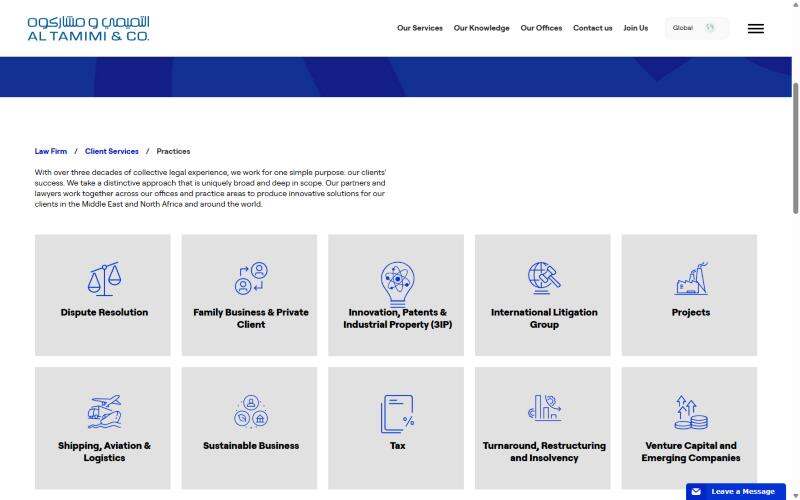 التميمي و مشاركوه
AL TAMIMI & CO.
Our Services
Our Knowledge
Our Offices
Contact us
Join Us
Global
Law Firm / Client Services / Practices
With over three decades of collective legal experience, we work for one simple purpose: our clients'
success. We take a distinctive approach that is uniquely broad and deep in scope. Our partners and
lawyers work together across our offices and practice areas to produce innovative solutions for our
clients in the Middle East and North Africa and around the world.
Dispute Resolution
Family Business & Private
Client
Innovation, Patents &
Industrial Property (3IP)
International Litigation
Group
Projects
Shipping, Aviation &
Logistics
Sustainable Business
%
Tax
Turnaround, Restructuring
and Insolvency
Venture Capital and
Emerging Companies
Leave a Message